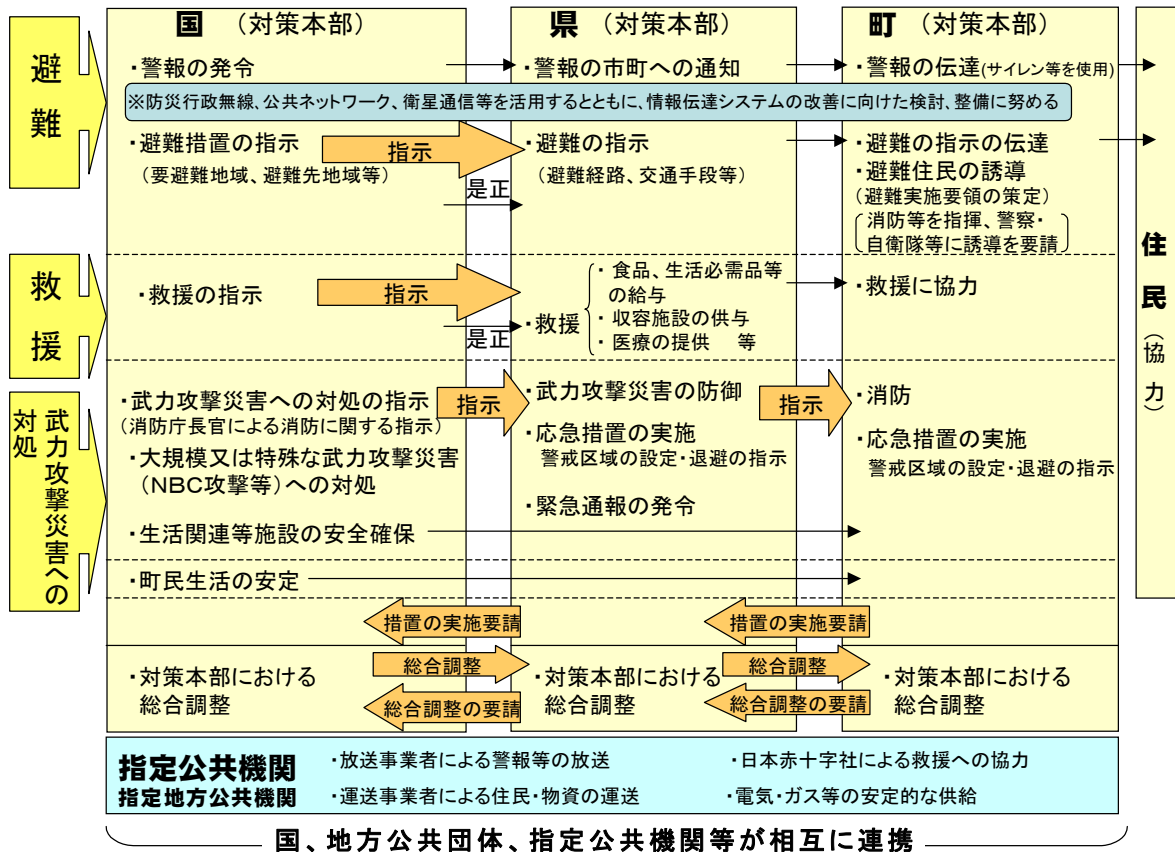 国（対策本部）
県（対策本部）
町（対策本部）
避難
・警報の発令
・警報の市町への通知
・警報の伝達(サイレン等を使用)
※防災行政無線、公共ネットワーク、衛星通信等を活用するとともに、情報伝達システムの改善に向けた検討、整備に努める
・避難措置の指示
（要避難地域、避難先地域等）
指示
是正
・避難の指示
（避難経路、交通手段等）
・避難の指示の伝達
・避難住民の誘導
（避難実施要領の策定）
消防等を指揮、警察・
自衛隊等に誘導を要請
救援
・救援の指示
指示
是正
・救援
・食品、生活必需品等
の給与
・収容施設の供与
・医療の提供　等
・救援に協力
武力攻撃災害への
対処
・武力攻撃災害への対処の指示
（消防庁長官による消防に関する指示）
・大規模又は特殊な武力攻撃災害
（NBC攻撃等）への対処
・生活関連等施設の安全確保
指示
・武力攻撃災害の防御
・応急措置の実施
警戒区域の設定・退避の指示
・緊急通報の発令
指示
・消防
・応急措置の実施
警戒区域の設定・退避の指示
・町民生活の安定
措置の実施要請
措置の実施要請
・対策本部における
総合調整
総合調整
総合調整の要請
・対策本部における
総合調整
総合調整
総合調整の要請
・対策本部における
総合調整
住民（協力）
指定公共機関
指定地方公共機関
・放送事業者による警報等の放送
・日本赤十字社による救援への協力
・運送事業者による住民・物資の運送
・電気・ガス等の安定的な供給
国、地方公共団体、指定公共機関等が相互に連携